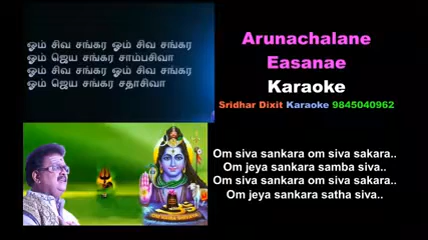 ஓம் சிவ சங்கர ஓம் சிவ சங்கர
ஓம் ஜெய சங்கர சாம்பசிவா
ஓம் சிவ சங்கர ஓம் சிவ சங்கர
ஓம் ஜெய சங்கர சதாசிவா
Arunachalane
Easanae
Karaoke
Sridhar Dixit Karaoke 9845040962
Om siva sankara om siva sakara..
Om jeya sankara samba siva..
Om siva sankara om siva sakara..
Om jeya sankara satha siva..